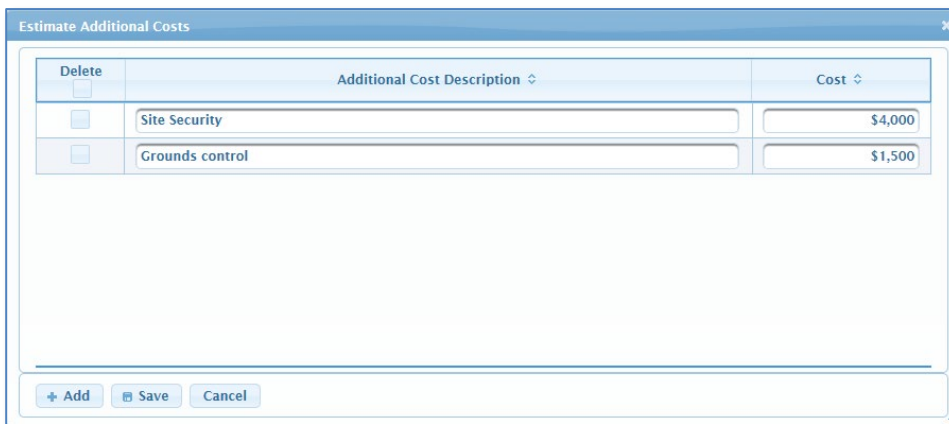 Estimate Additional Costs
Delete
Additional Cost Description
Cost
Site Security $4,000
Grounds control $1,500
Add Save Cancel